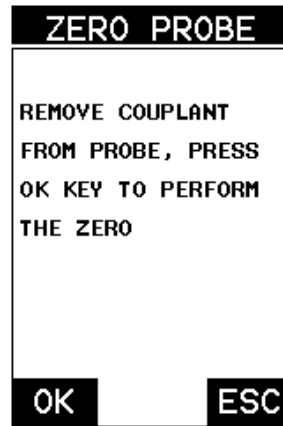 ZERO PROBE
REMOVE COUPLANT
FROM PROBE, PRESS
OK KEY TO PERFORM
THE ZERO
OK ESC